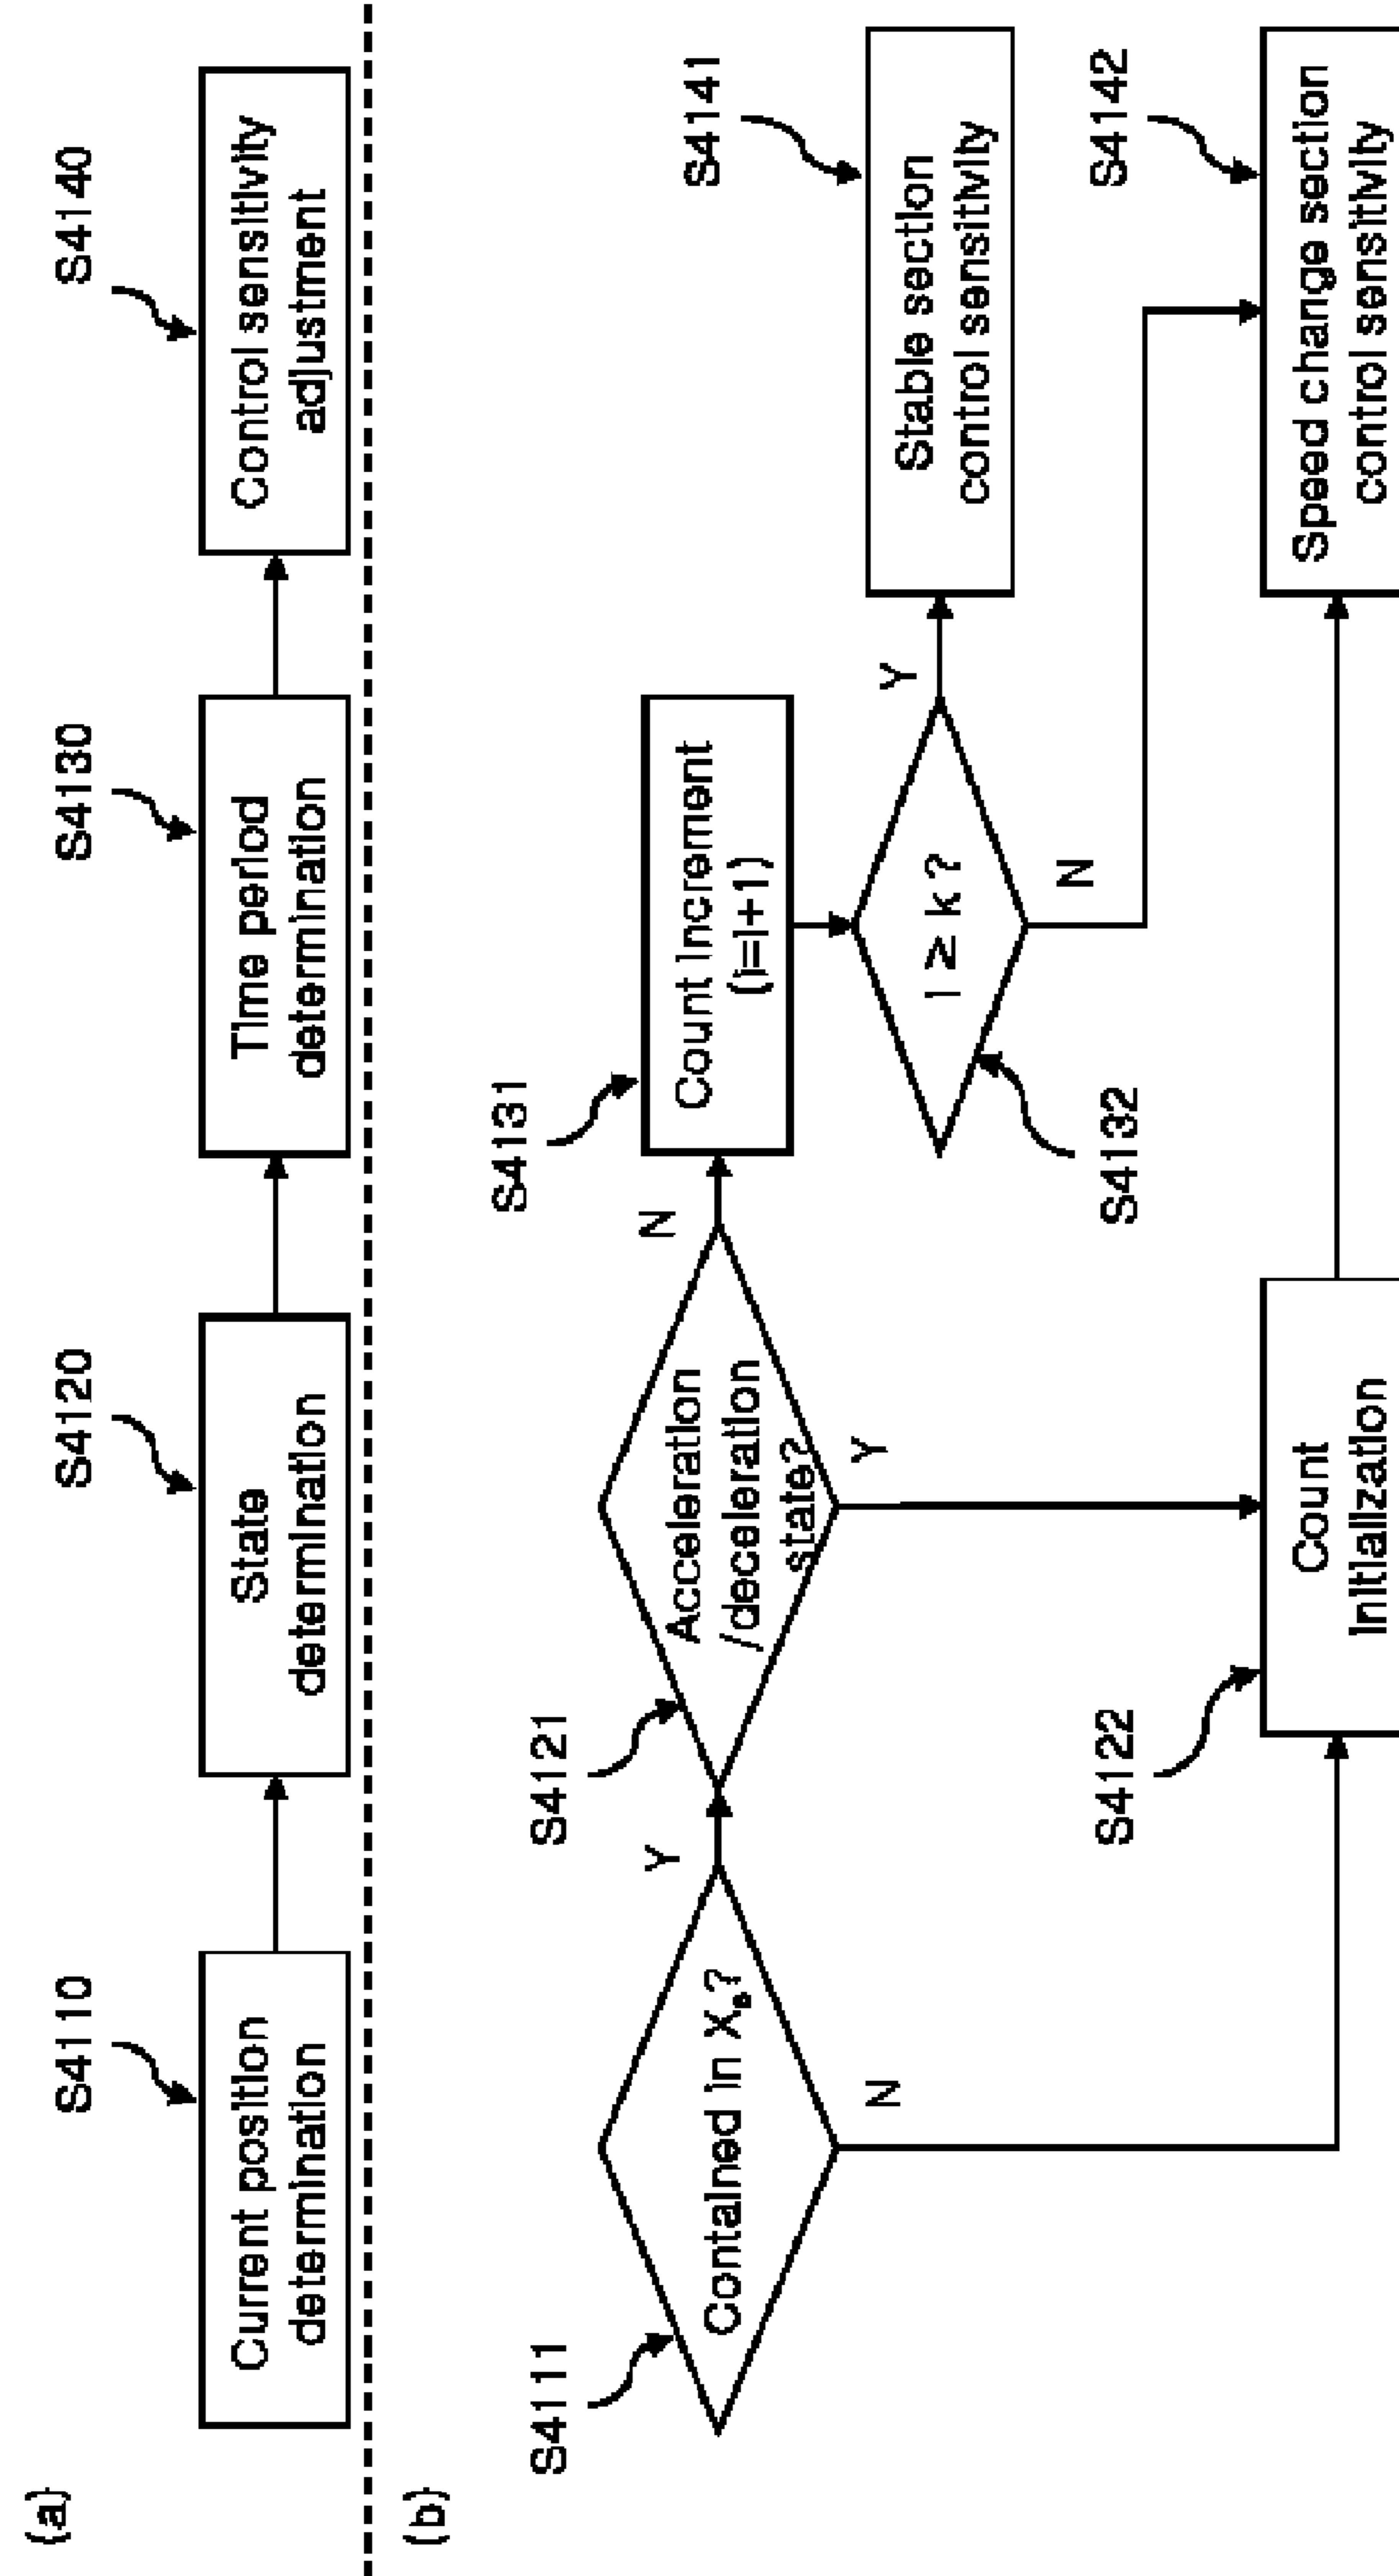 (a)
S4110
Current position
determination
S4120
State
determination
S4130
Time period
determination
S4140
Control sensitivity
adjustment
(b)
S4111
Contained in Xₑ?
Y
N
S4121
Acceleration
/deceleration
state?
N
Y
S4122
Count
initialization
S4131
Count increment
(i=i+1)
S4132
i ≥ k ?
Y
N
S4141
Stable section
control sensitivity
S4142
Speed change section
control sensitivity